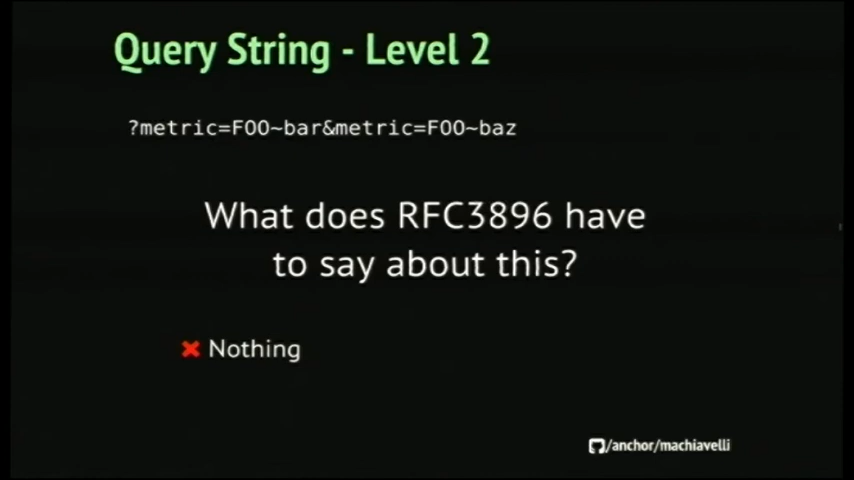 Query String - Level 2
?metric=FOO~bar&metric=FOO~baz
What does RFC3896 have
to say about this?
✖ Nothing
/anchor/machiavelli